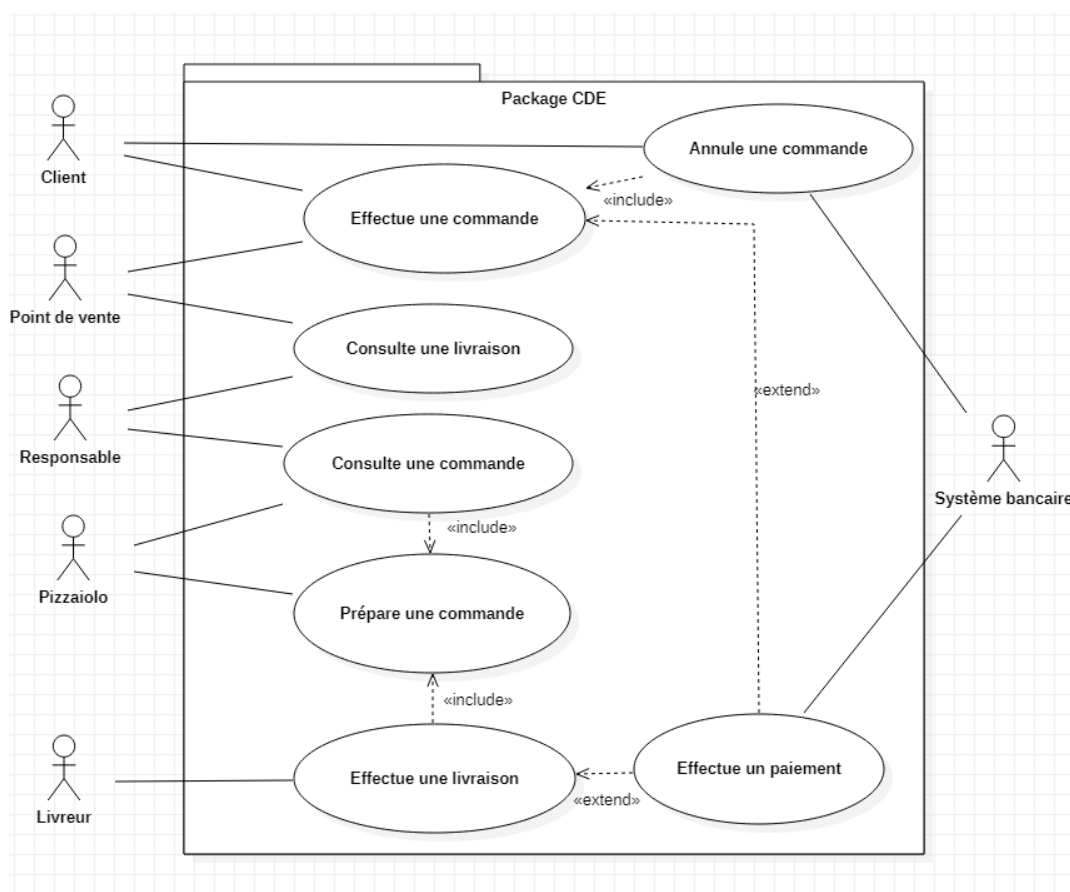 Package CDE
Client
Annule une commande
«include»
Effectue une commande
Point de vente
Consulte une livraison
Responsable
«extend»
Consulte une commande
Système bancaire
«include»
Pizzaiolo
Prépare une commande
«include»
Livreur
Effectue une livraison
Effectue un paiement
«extend»